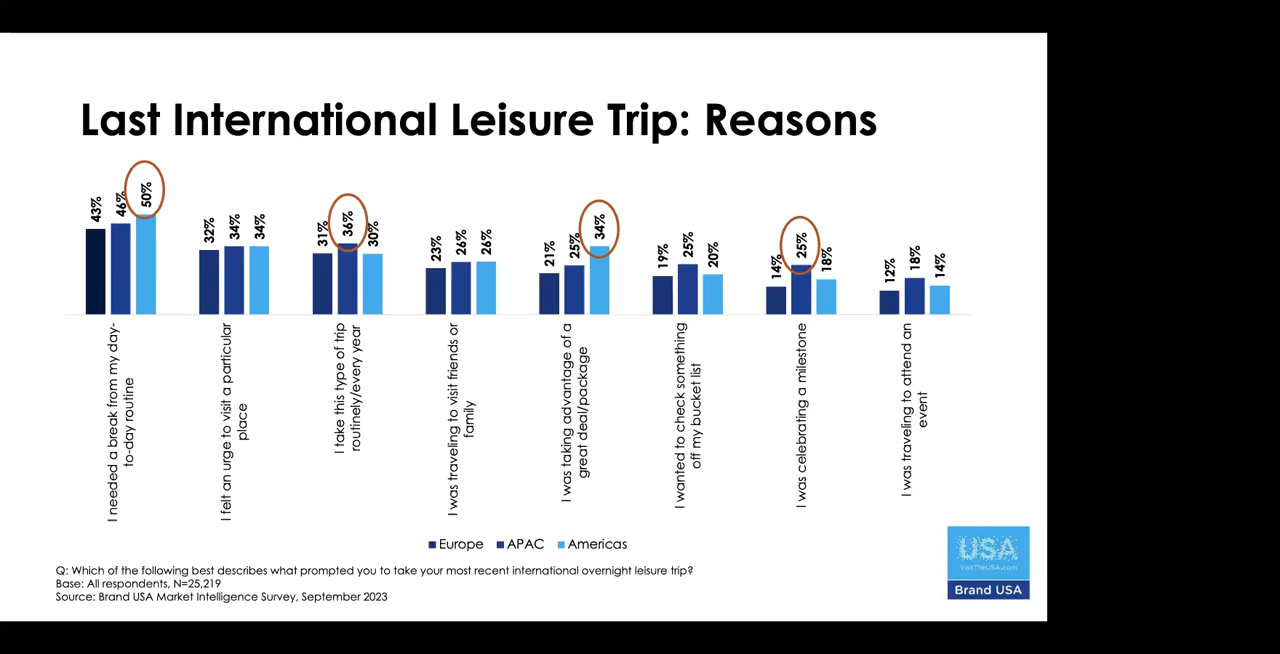 Last International Leisure Trip: Reasons
43%
46%
50%
32%
34%
34%
31%
36%
30%
23%
26%
26%
21%
25%
34%
19%
25%
20%
14%
25%
18%
12%
18%
14%
I needed a break from my day-
to-day routine
I felt an urge to visit a particular
place
I take this type of trip
routinely/every year
I was traveling to visit friends or
family
I was taking advantage of a
great deal/package
I wanted to check something
off my bucket list
I was celebrating a milestone
I was traveling to attend an
event
Europe
APAC
Americas
Q: Which of the following best describes what prompted you to take your most recent international overnight leisure trip?
Base: All respondents, N=25,219
Source: Brand USA Market Intelligence Survey, September 2023
USA
VisitTheUSA.com
Brand USA